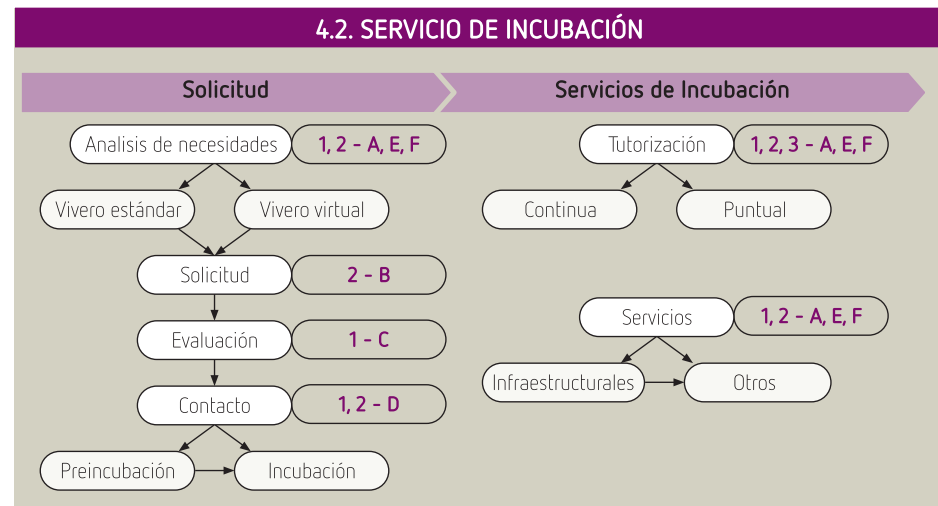 4.2. SERVICIO DE INCUBACIÓN
Solicitud
Analisis de necesidades
1, 2 - A, E, F
Vivero estándar
Vivero virtual
Solicitud
2 - B
Evaluación
1 - C
Contacto
1, 2 - D
Preincubación
Incubación
Servicios de Incubación
Tutorización
1, 2, 3 - A, E, F
Continua
Puntual
Servicios
1, 2 - A, E, F
Infraestructurales
Otros